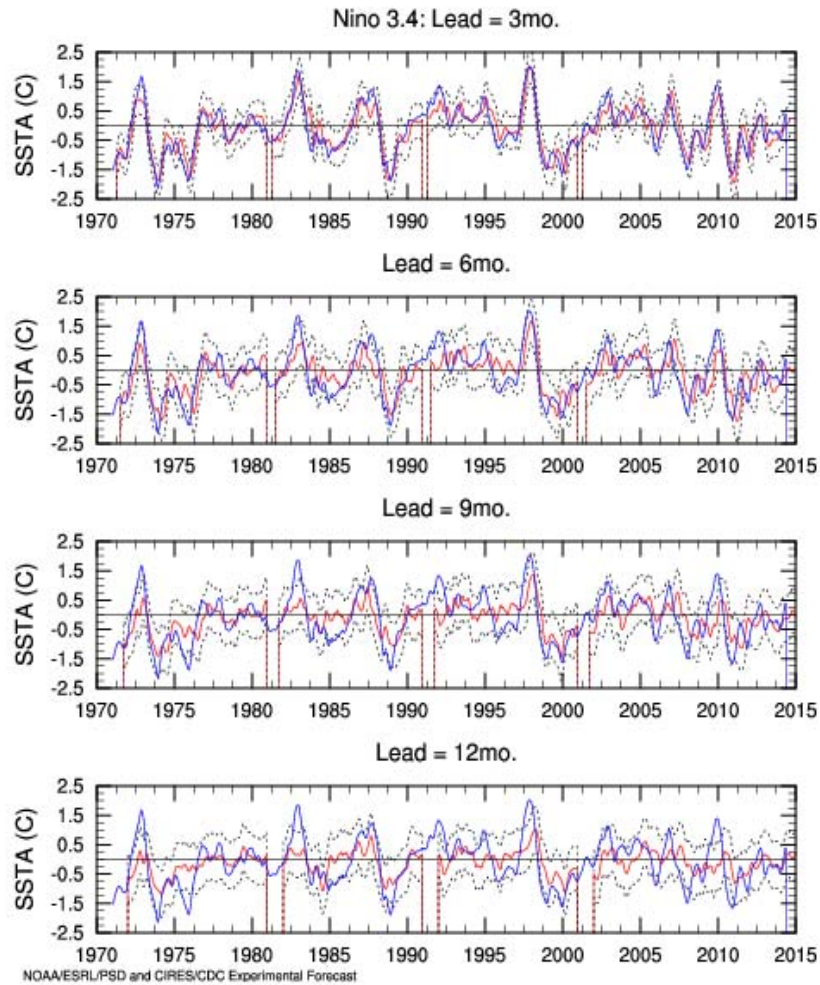 Nino 3.4: Lead = 3mo.
2.5
1.5
0.5
-0.5
-1.5
-2.5
SSTA (C)
1970 1975 1980 1985 1990 1995 2000 2005 2010 2015
Lead = 6mo.
2.5
1.5
0.5
-0.5
-1.5
-2.5
SSTA (C)
1970 1975 1980 1985 1990 1995 2000 2005 2010 2015
Lead = 9mo.
2.5
1.5
0.5
-0.5
-1.5
-2.5
SSTA (C)
1970 1975 1980 1985 1990 1995 2000 2005 2010 2015
Lead = 12mo.
2.5
1.5
0.5
-0.5
-1.5
-2.5
SSTA (C)
1970 1975 1980 1985 1990 1995 2000 2005 2010 2015
NOAA/ESRL/PSD and CIRES/CDC Experimental Forecast